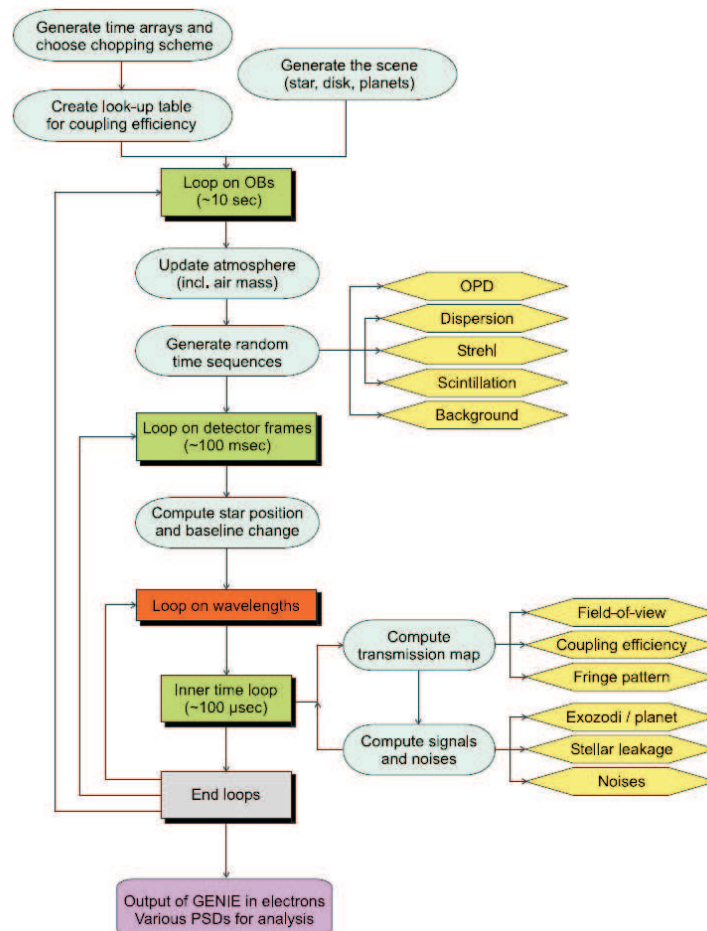 Generate time arrays and
choose chopping scheme
Generate the scene
(star, disk, planets)
Create look-up table
for coupling efficiency
Loop on OBs
(~10 sec)
Update atmosphere
(incl. air mass)
OPD
Dispersion
Generate random
time sequences
Strehl
Scintillation
Background
Loop on detector frames
(~100 msec)
Compute star position
and baseline change
Loop on wavelengths
Compute
transmission map
Field-of-view
Coupling efficiency
Fringe pattern
Inner time loop
(~100 µsec)
Compute signals
and noises
Exozodi / planet
Stellar leakage
Noises
End loops
Output of GENIE in electrons
Various PSDs for analysis